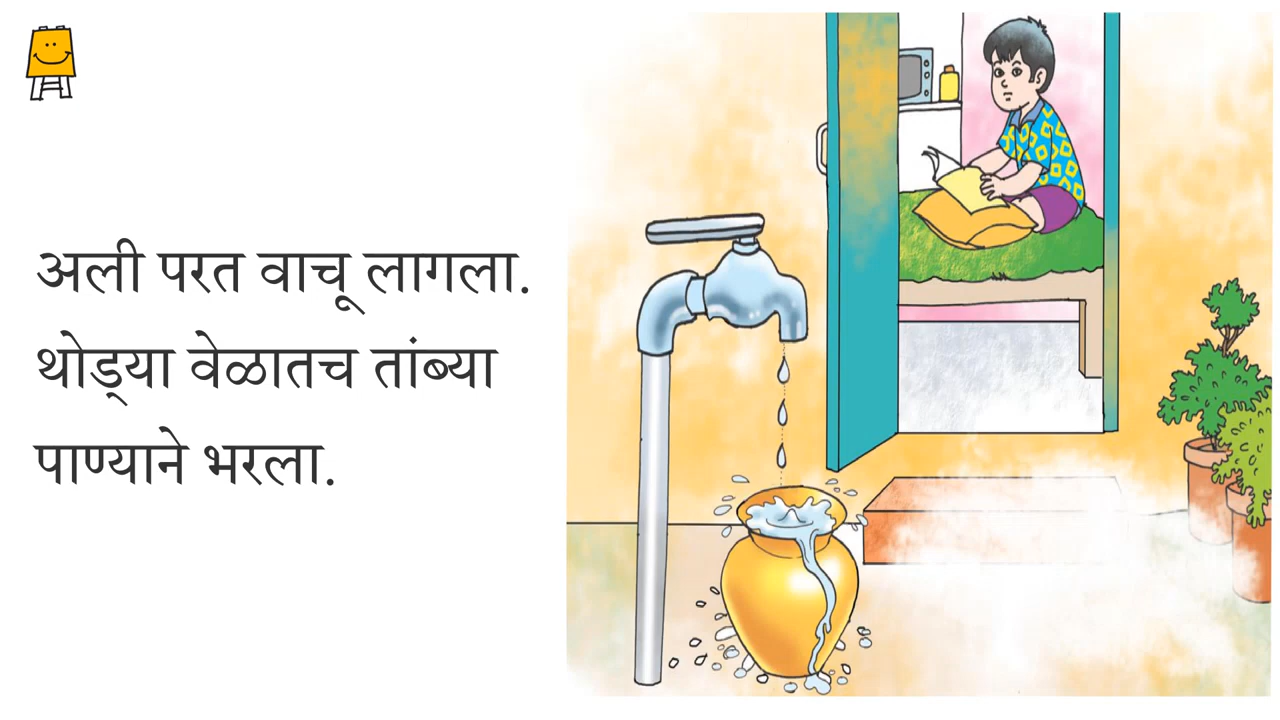 अली परत वाचू लागला.
थोड्या वेळातच तांब्या
पाण्याने भरला.